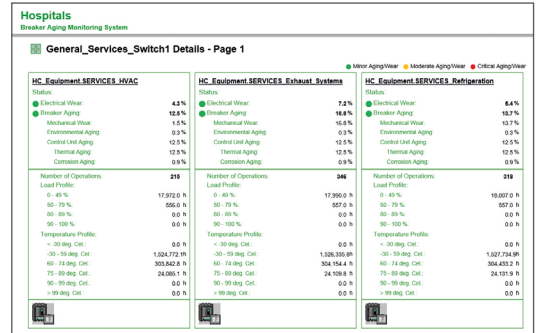 Hospitals
Breaker Aging Monitoring System
General_Services_Switch1 Details - Page 1
Minor Aging/Wear Moderate Aging/Wear Critical Aging/Wear
HC_Equipment.SERVICES_HVAC
Status:
Electrical Wear: 4.3 %
Breaker Aging: 12.5 %
Mechanical Wear: 1.5 %
Environmental Aging: 0.3 %
Control Unit Aging: 12.5 %
Thermal Aging: 12.5 %
Corrosion Aging: 0.9 %
Number of Operations: 215
Load Profile:
0 - 49 %: 17,972.0 h
50 - 79 %: 556.0 h
80 - 89 %: 0.0 h
90 - 100 %: 0.0 h
Temperature Profile:
< -30 deg. Cel.: 0.0 h
-30 - 59 deg. Cel.: 1,524,772.1h
60 - 74 deg. Cel.: 303,842.8 h
75 - 89 deg. Cel.: 24,085.1 h
90 - 99 deg. Cel.: 0.0 h
> 99 deg. Cel.: 0.0 h
HC_Equipment.SERVICES_Exhaust_Systems
Status:
Electrical Wear: 7.2 %
Breaker Aging: 16.8 %
Mechanical Wear: 16.8 %
Environmental Aging: 0.3 %
Control Unit Aging: 12.5 %
Thermal Aging: 12.5 %
Corrosion Aging: 0.9 %
Number of Operations: 346
Load Profile:
0 - 49 %: 17,990.0 h
50 - 79 %: 557.0 h
80 - 89 %: 0.0 h
90 - 100 %: 0.0 h
Temperature Profile:
< -30 deg. Cel.: 0.0 h
-30 - 59 deg. Cel.: 1,526,330.8h
60 - 74 deg. Cel.: 304,154.4 h
75 - 89 deg. Cel.: 24,109.8 h
90 - 99 deg. Cel.: 0.0 h
> 99 deg. Cel.: 0.0 h
HC_Equipment.SERVICES_Refrigeration
Status:
Electrical Wear: 5.4 %
Breaker Aging: 13.7 %
Mechanical Wear: 13.7 %
Environmental Aging: 0.3 %
Control Unit Aging: 12.5 %
Thermal Aging: 12.5 %
Corrosion Aging: 0.9 %
Number of Operations: 318
Load Profile:
0 - 49 %: 18,007.0 h
50 - 79 %: 557.0 h
80 - 89 %: 0.0 h
90 - 100 %: 0.0 h
Temperature Profile:
< -30 deg. Cel.: 0.0 h
-30 - 59 deg. Cel.: 1,527,734.9h
60 - 74 deg. Cel.: 304,433.2 h
75 - 89 deg. Cel.: 24,131.9 h
90 - 99 deg. Cel.: 0.0 h
> 99 deg. Cel.: 0.0 h